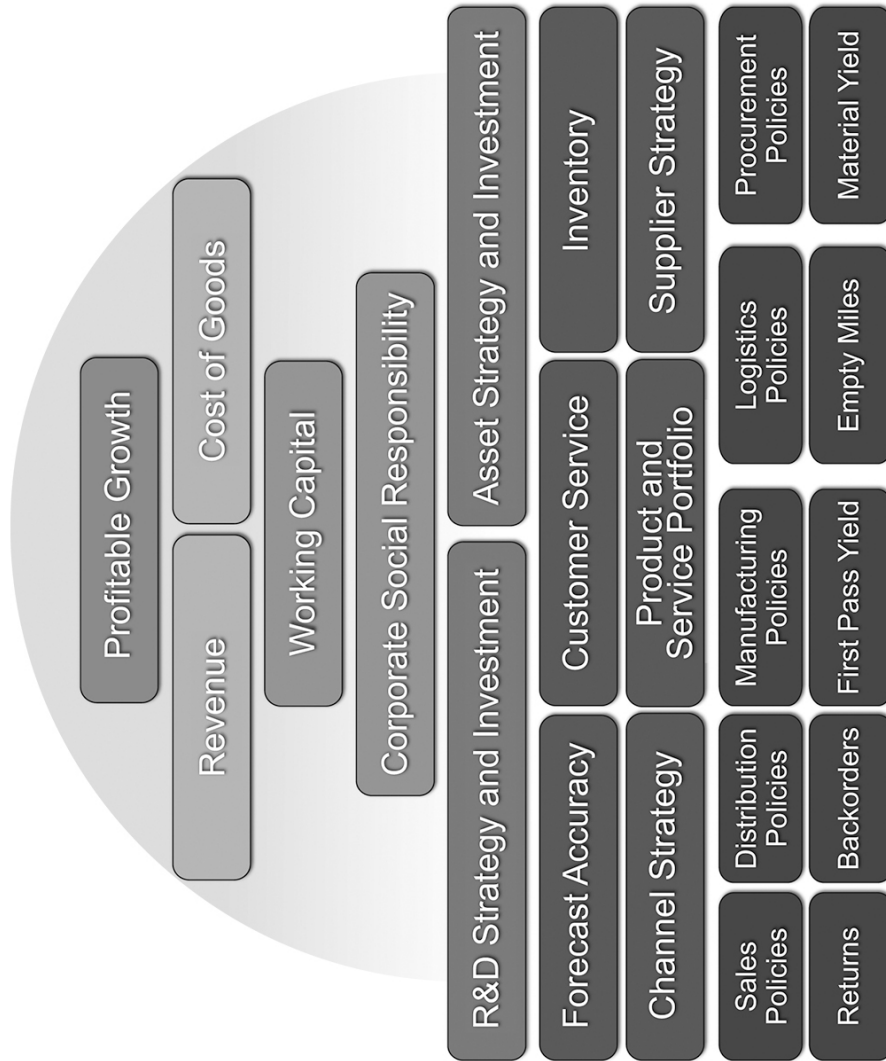 Profitable Growth
Revenue
Cost of Goods
Working Capital
Corporate Social Responsibility
R&D Strategy and Investment
Asset Strategy and Investment
Forecast Accuracy
Customer Service
Inventory
Channel Strategy
Product and
Service Portfolio
Supplier Strategy
Sales
Policies
Distribution
Policies
Manufacturing
Policies
Logistics
Policies
Procurement
Policies
Returns
Backorders
First Pass Yield
Empty Miles
Material Yield